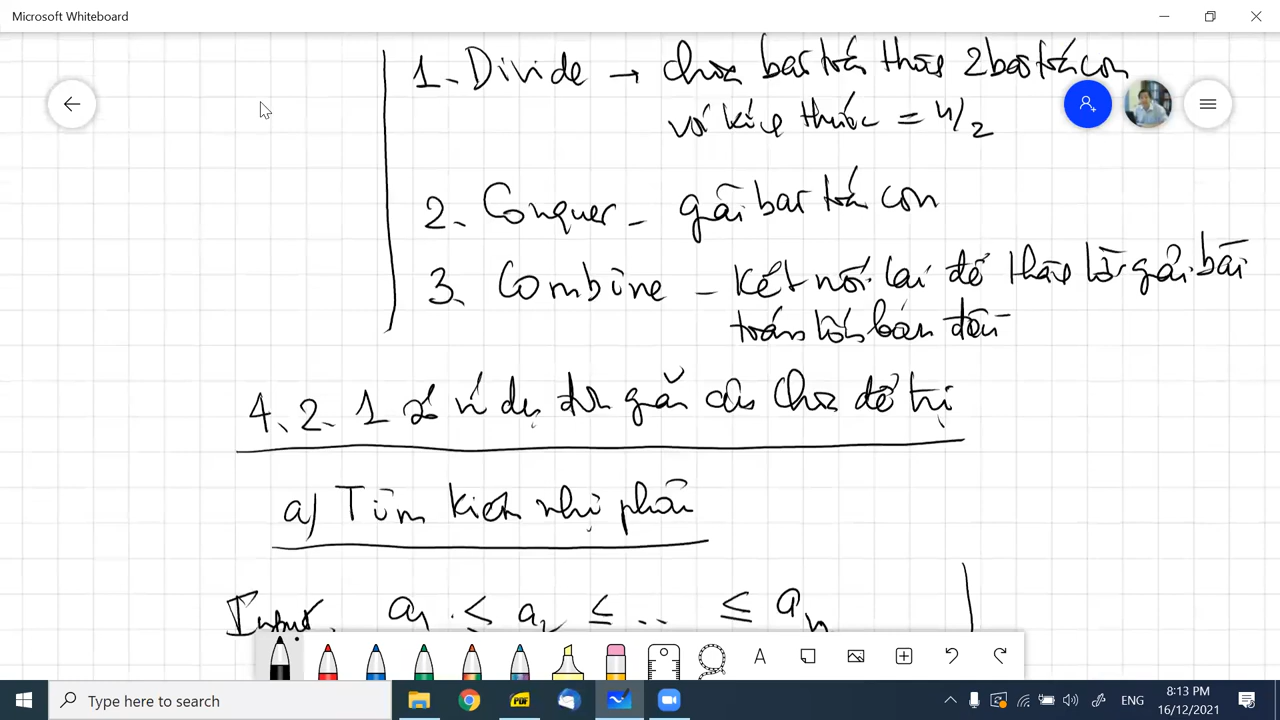 Microsoft Whiteboard
1. Divide → chia bài toán thành 2 bài toán con
với kích thước = n/2
2. Conquer - giải bài toán con
3. Combine - kết nối lại để thành lời giải bài
toán lớn ban đầu
4.2. 1 số ví dụ đơn giản của chia để trị
a) Tìm kiếm nhị phân
Input. a1 ≤ a2 ≤ .. ≤ an
Type here to search
ENG
8:13 PM
16/12/2021